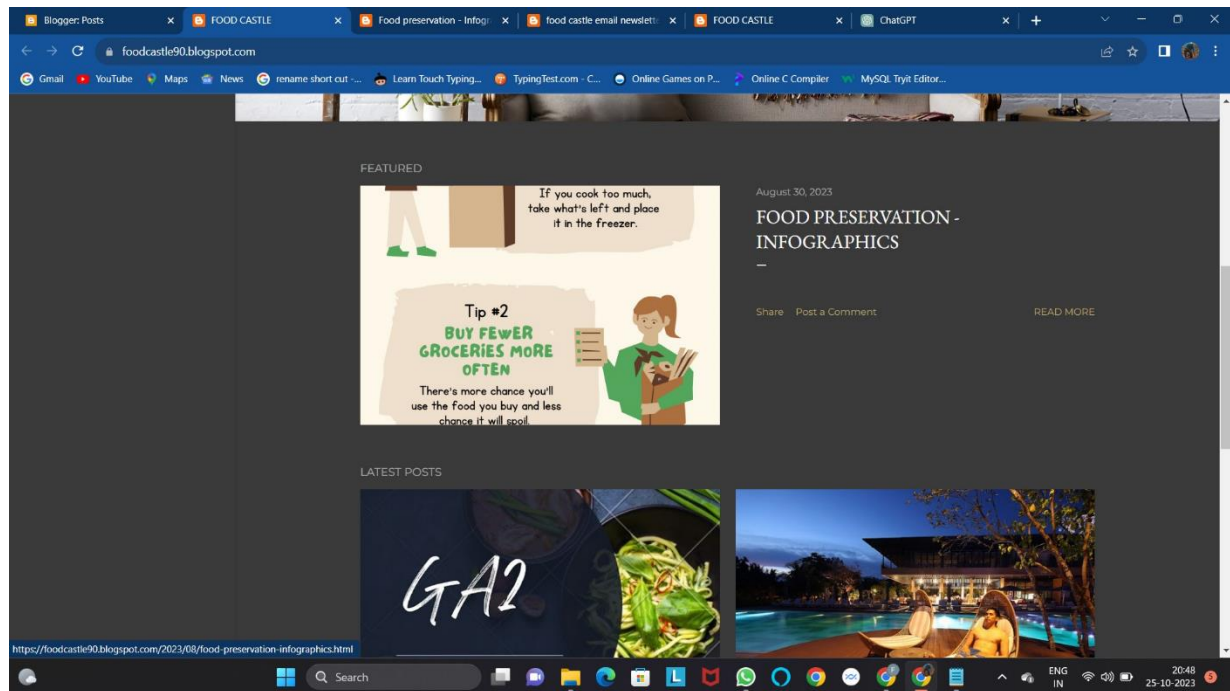 Blogger: Posts
FOOD CASTLE
Food preservation - Infogr
food castle email newslett
FOOD CASTLE
ChatGPT
foodcastle90.blogspot.com
Gmail
YouTube
Maps
News
rename short cut -...
Learn Touch Typing...
TypingTest.com - C...
Online Games on P...
Online C Compiler
MySQL Tryit Editor...
FEATURED
If you cook too much,
take what's left and place
it in the freezer.
Tip #2
BUY FEWER
GROCERIES MORE
OFTEN
There's more chance you'll
use the food you buy and less
chance it will spoil.
August 30, 2023
FOOD PRESERVATION -
INFOGRAPHICS
Share Post a Comment READ MORE
LATEST POSTS
GA2
https://foodcastle90.blogspot.com/2023/08/food-preservation-infographics.html
Search
ENG
IN
20:48
25-10-2023
5